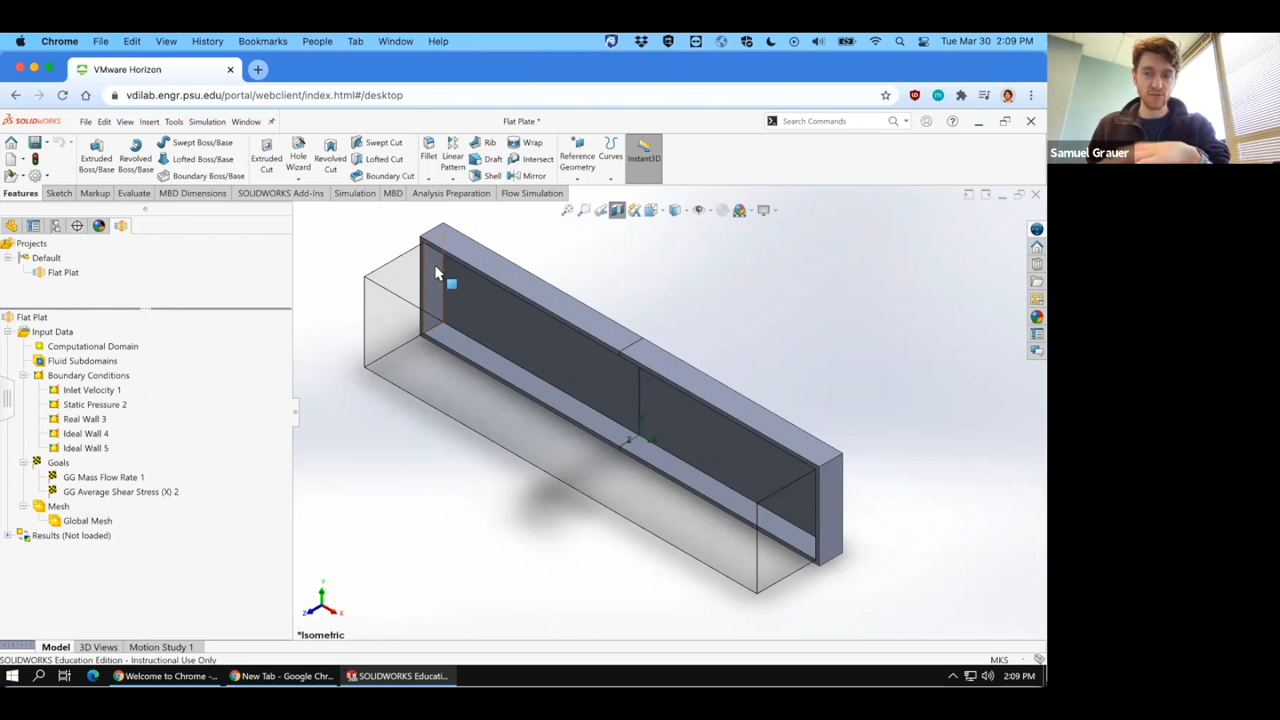 Chrome File Edit View History Bookmarks People Tab Window Help Tue Mar 30 2:09 PM
VMware Horizon
vdilab.engr.psu.edu/portal/webclient/index.html#/desktop
SOLIDWORKS File Edit View Insert Tools Simulation Window Flat Plate * Search Commands
Extruded Boss/Base
Revolved Boss/Base
Swept Boss/Base
Lofted Boss/Base
Boundary Boss/Base
Extruded Cut
Hole Wizard
Revolved Cut
Swept Cut
Lofted Cut
Boundary Cut
Fillet
Linear Pattern
Rib
Draft
Shell
Wrap
Intersect
Mirror
Reference Geometry
Curves
Instant3D
Samuel Grauer
Features Sketch Markup Evaluate MBD Dimensions SOLIDWORKS Add-Ins Simulation MBD Analysis Preparation Flow Simulation
Projects
Default
Flat Plat
Flat Plat
Input Data
Computational Domain
Fluid Subdomains
Boundary Conditions
Inlet Velocity 1
Static Pressure 2
Real Wall 3
Ideal Wall 4
Ideal Wall 5
Goals
GG Mass Flow Rate 1
GG Average Shear Stress (X) 2
Mesh
Global Mesh
Results (Not loaded)
Y
Z
X
*Isometric
Model 3D Views Motion Study 1
SOLIDWORKS Education Edition - Instructional Use Only MKS
Welcome to Chrome -... New Tab - Google Chr... SOLIDWORKS Educati... 2:09 PM